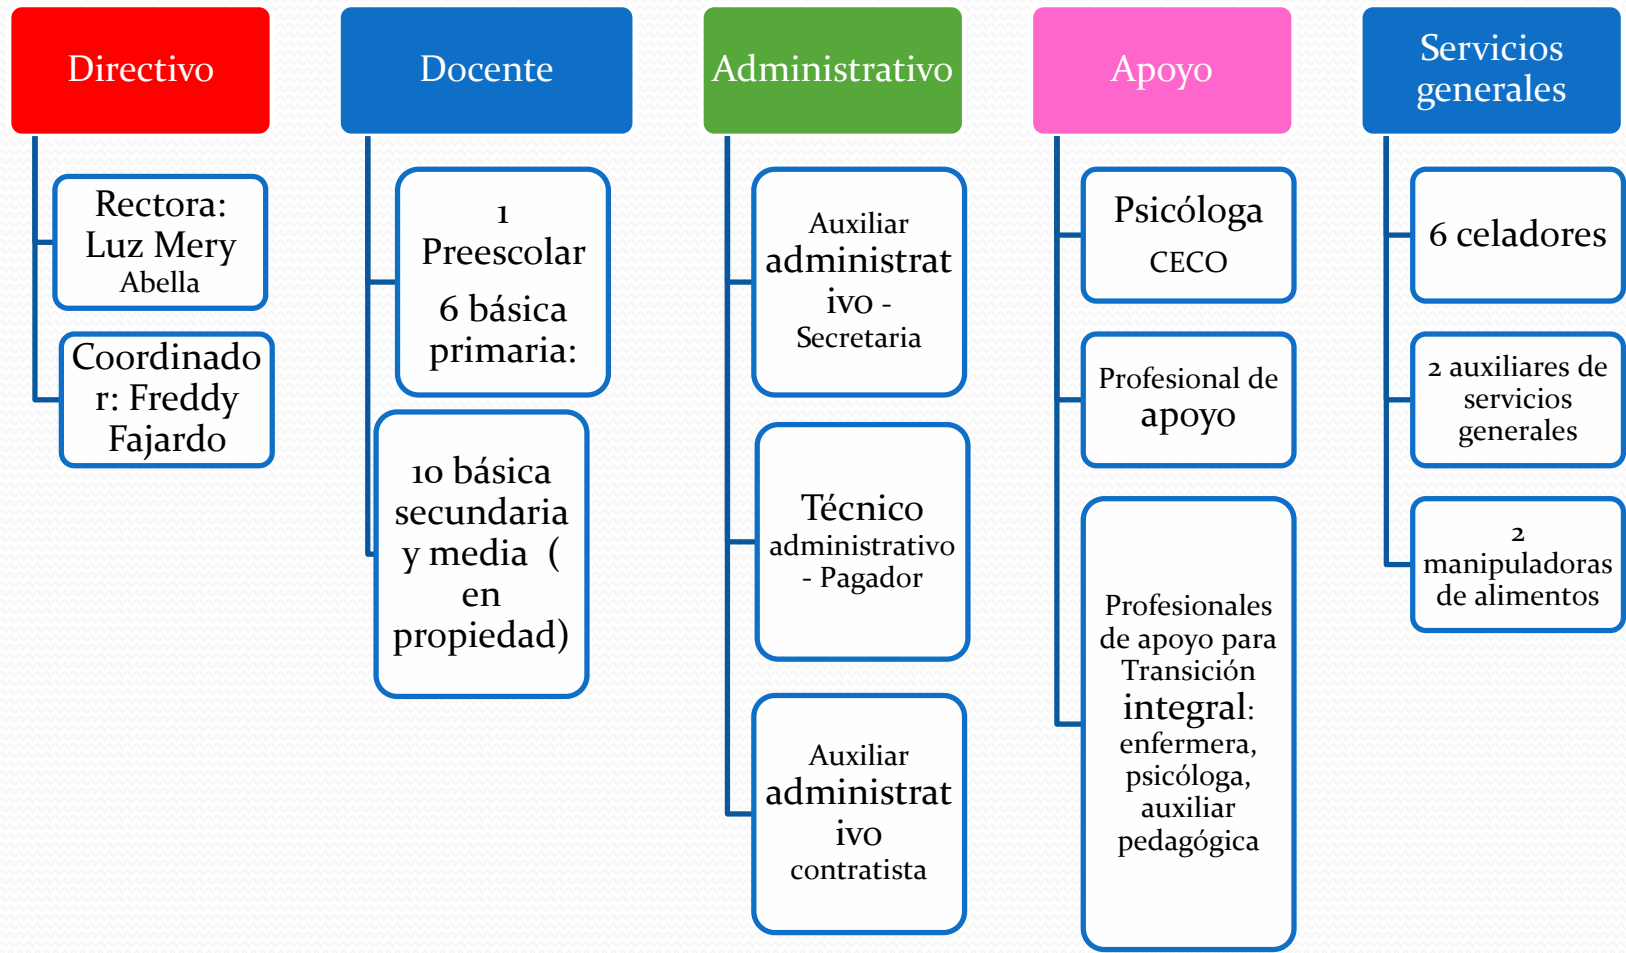 Directivo
Rectora:
Luz Mery
Abella
Coordinado
r: Freddy
Fajardo
Docente
1
Preescolar
6 básica
primaria:
10 básica
secundaria
y media (
en
propiedad)
Administrativo
Auxiliar
administrat
ivo -
Secretaria
Técnico
administrativo
- Pagador
Auxiliar
administrat
ivo
contratista
Apoyo
Psicóloga
CECO
Profesional de
apoyo
Profesionales
de apoyo para
Transición
integral:
enfermera,
psicóloga,
auxiliar
pedagógica
Servicios
generales
6 celadores
2 auxiliares de
servicios
generales
2
manipuladoras
de alimentos